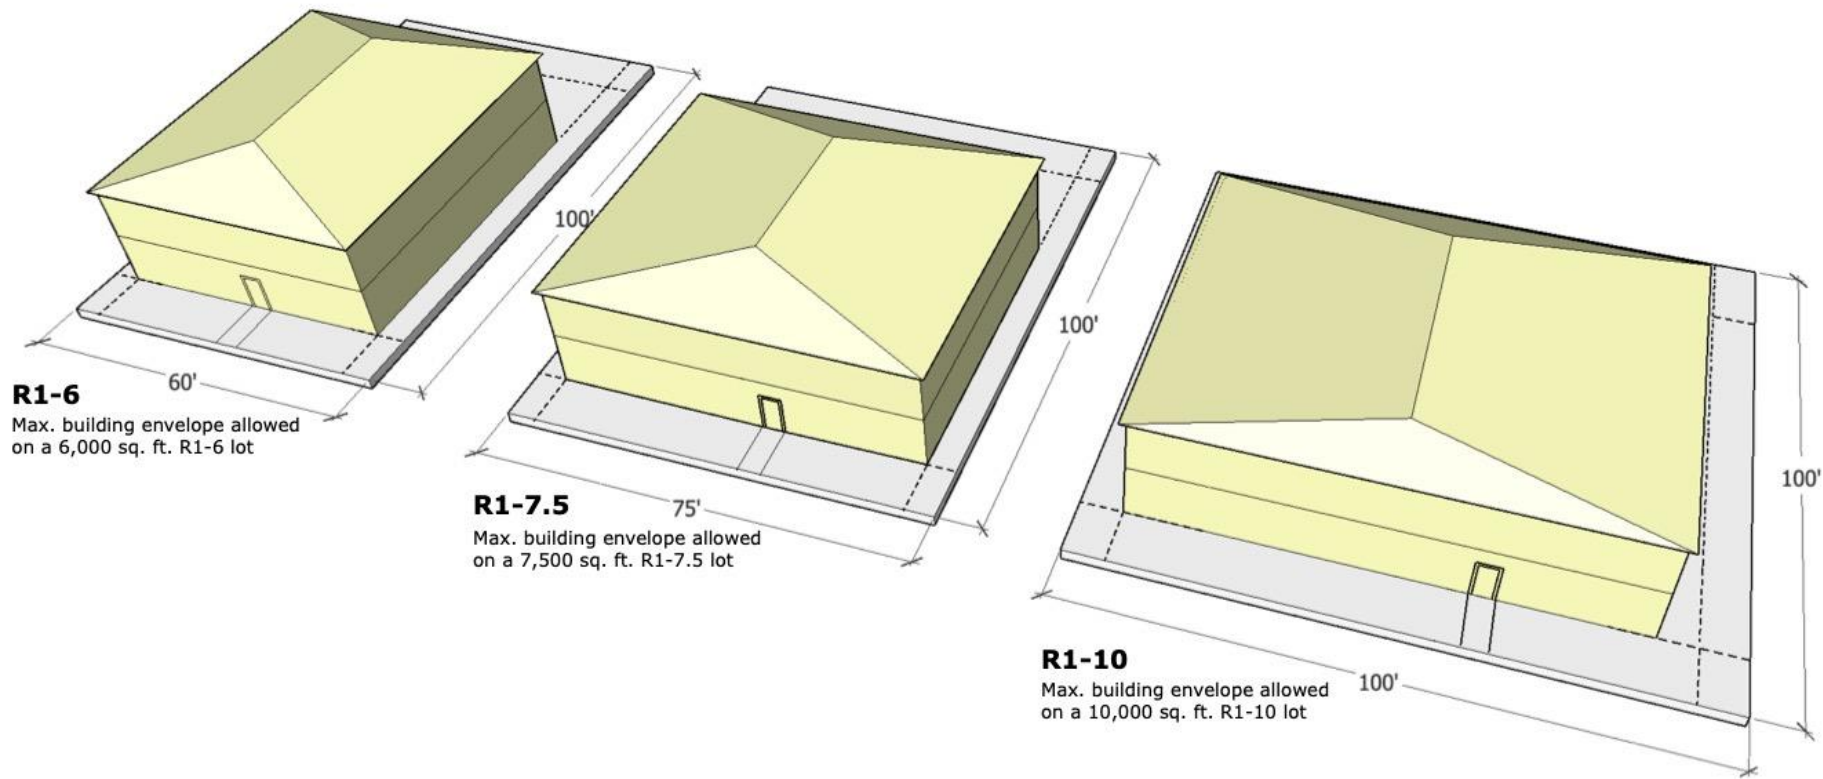 100'
60'
R1-6
Max. building envelope allowed
on a 6,000 sq. ft. R1-6 lot
100'
75'
R1-7.5
Max. building envelope allowed
on a 7,500 sq. ft. R1-7.5 lot
100'
100'
R1-10
Max. building envelope allowed
on a 10,000 sq. ft. R1-10 lot